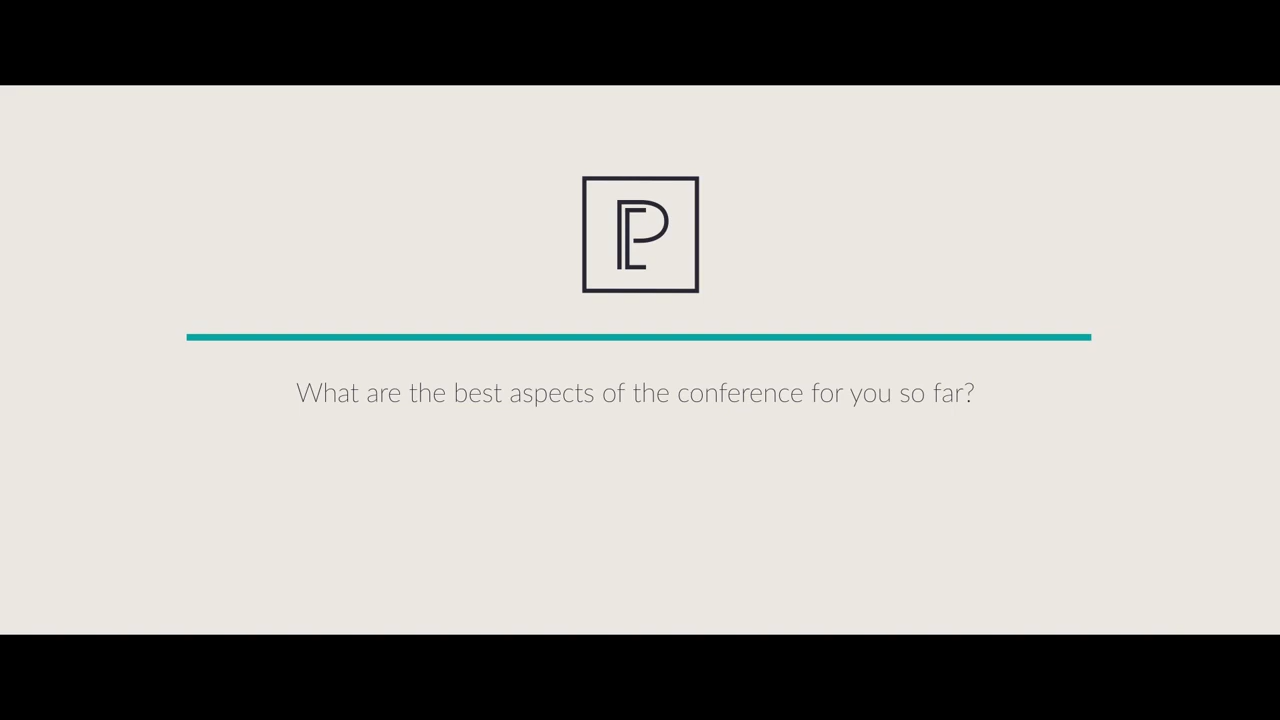 What are the best aspects of the conference for you so far?